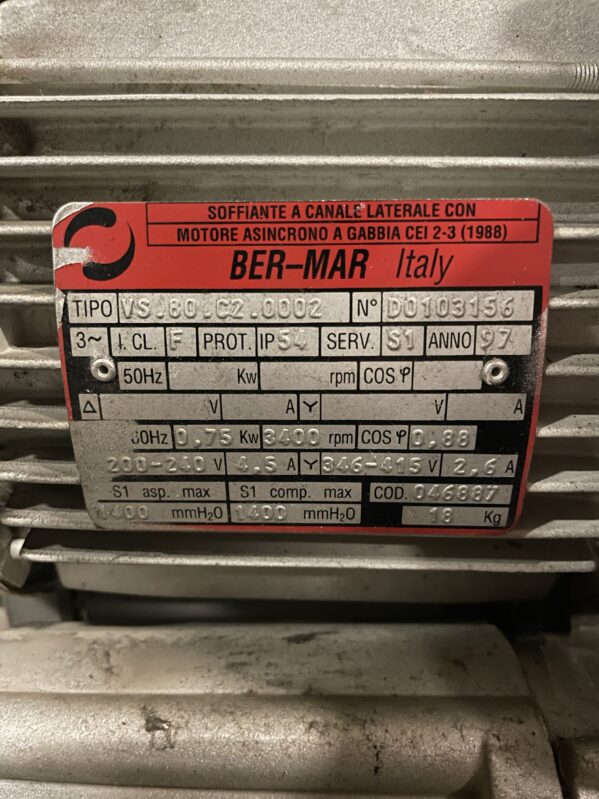 SOFFIANTE A CANALE LATERALE CON
MOTORE ASINCRONO A GABBIA CEI 2-3 (1988)
BER-MAR Italy
TIPO VS.80.C2.0002 N° D0103156
3~ I. CL. F PROT. IP 54 SERV. S1 ANNO 97
50Hz Kw rpm COS φ
Δ V A Y V A
60Hz 0,75 Kw 3400 rpm COS φ 0,88
200-240 V 4.5 A Y 346-415 V 2.6 A
S1 asp. max S1 comp. max COD. 046887
1400 mmH₂O 1400 mmH₂O 18 Kg